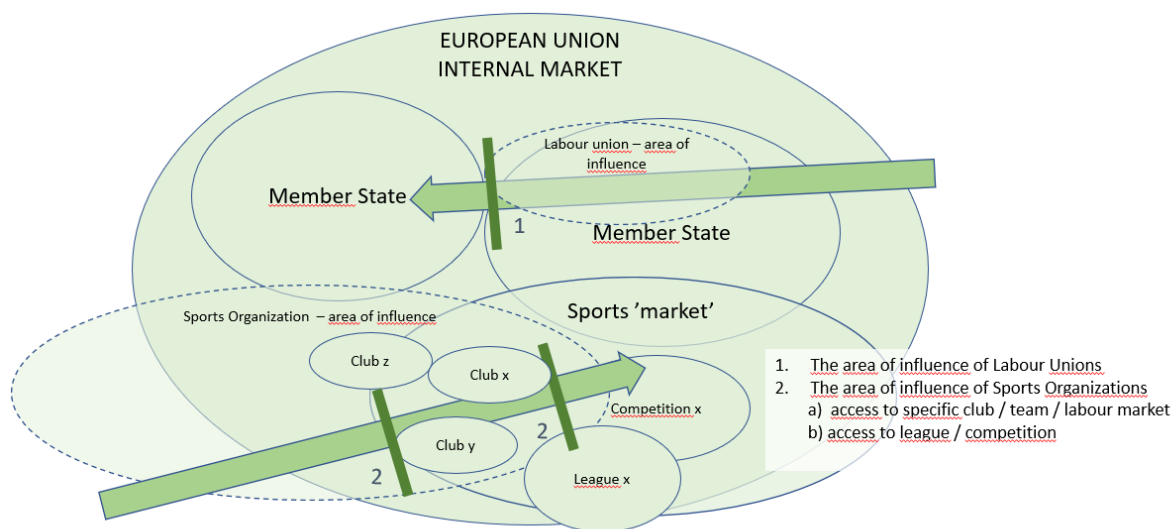 EUROPEAN UNION
INTERNAL MARKET
Labour union – area of
influence
Member State
1
Member State
Sports Organization – area of influence
Sports 'market'
Club z
Club x
Competition x
Club y
2
2
League x
1. The area of influence of Labour Unions
2. The area of influence of Sports Organizations
a) access to specific club / team / labour market
b) access to league / competition